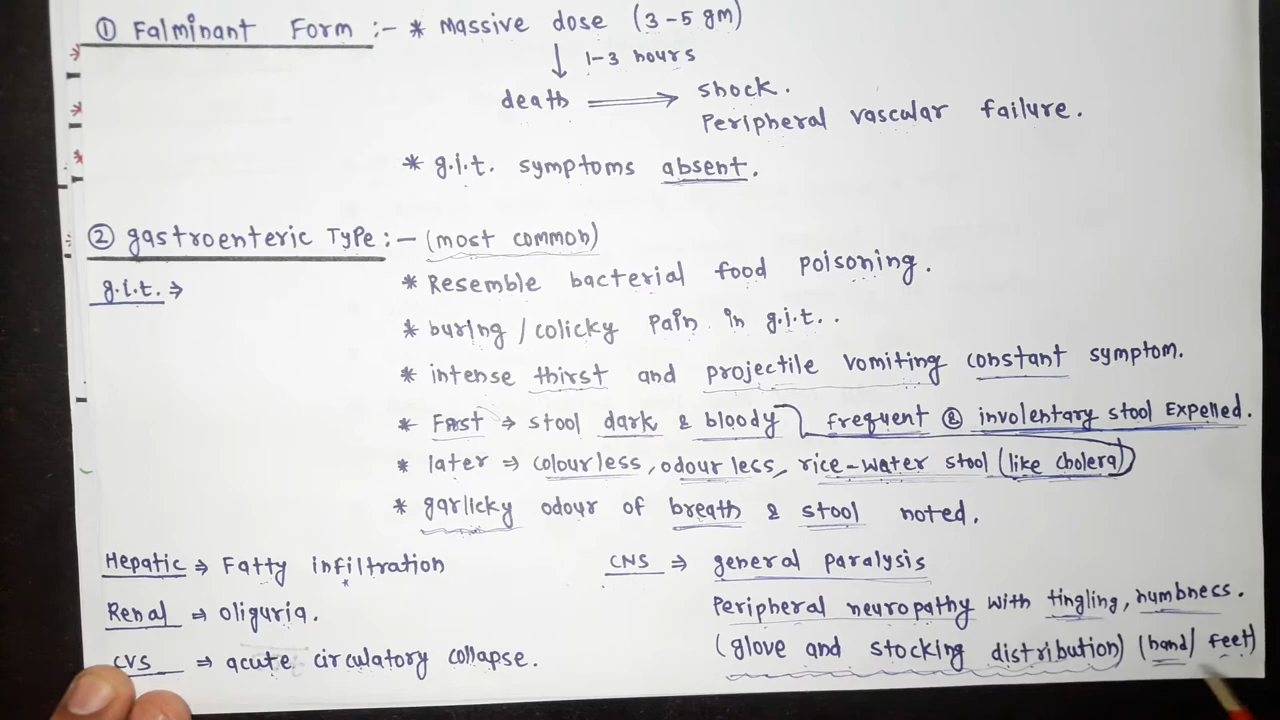 ① Falminant Form :- * Massive dose (3-5 gm)
↓ 1-3 hours
death ⟹ shock.
Peripheral vascular failure.
* g.i.t. symptoms absent.
② gastroenteric Type :- (most common)
g.i.t. ⇒ * Resemble bacterial food poisoning.
* buring / colicky Pain in g.i.t..
* intense thirst and projectile vomiting constant symptom.
* Fast → stool dark & bloody frequent & involentary stool Expelled.
* later ⇒ colourless, odourless, rice-water stool (like cholera)
* garlicky odour of breath & stool noted.
Hepatic ⇒ Fatty infiltration
Renal ⇒ oliguria.
CVS ⇒ acute circulatory collapse.
CNS ⇒ general paralysis
Peripheral neuropathy with tingling, numbness.
(glove and stocking distribution) (hand/ feet)